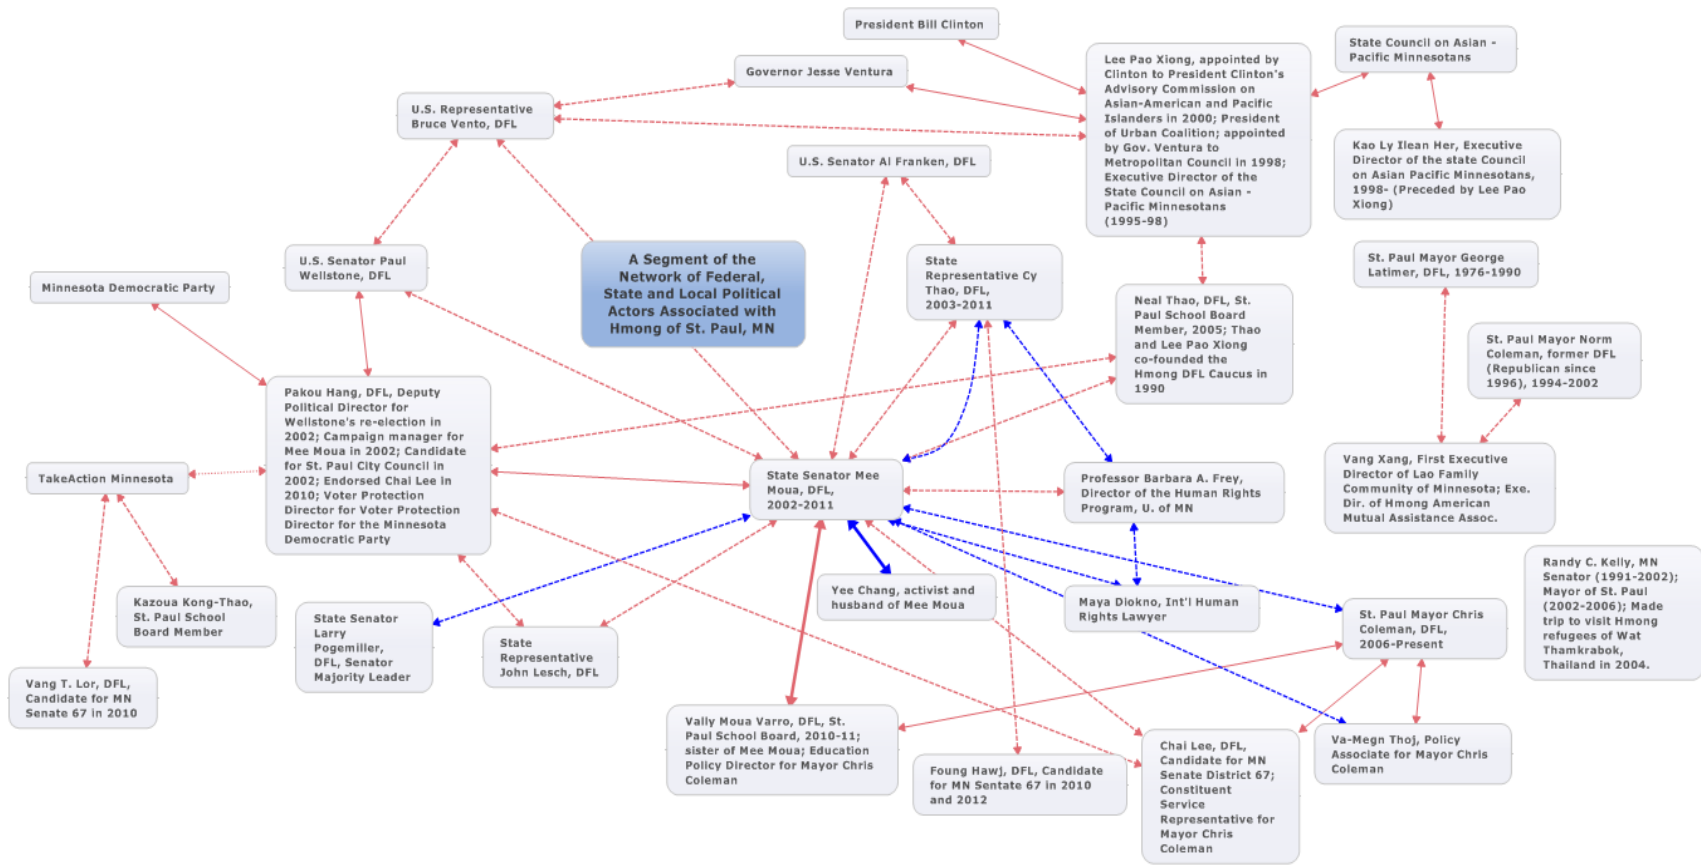 President Bill Clinton
State Council on Asian -
Pacific Minnesotans
Governor Jesse Ventura
Lee Pao Xiong, appointed by
Clinton to President Clinton's
Advisory Commission on
Asian-American and Pacific
Islanders in 2000; President
of Urban Coalition; appointed
by Gov. Ventura to
Metropolitan Council in 1998;
Executive Director of the
State Council on Asian -
Pacific Minnesotans
(1995-98)
U.S. Representative
Bruce Vento, DFL
Kao Ly Ilean Her, Executive
Director of the state Council
on Asian Pacific Minnesotans,
1998- (Preceded by Lee Pao
Xiong)
U.S. Senator Al Franken, DFL
U.S. Senator Paul
Wellstone, DFL
A Segment of the
Network of Federal,
State and Local Political
Actors Associated with
Hmong of St. Paul, MN
State
Representative Cy
Thao, DFL,
2003-2011
St. Paul Mayor George
Latimer, DFL, 1976-1990
Minnesota Democratic Party
Neal Thao, DFL, St.
Paul School Board
Member, 2005; Thao
and Lee Pao Xiong
co-founded the
Hmong DFL Caucus in
1990
St. Paul Mayor Norm
Coleman, former DFL
(Republican since
1996), 1994-2002
Pakou Hang, DFL, Deputy
Political Director for
Wellstone's re-election in
2002; Campaign manager for
Mee Moua in 2002; Candidate
for St. Paul City Council in
2002; Endorsed Chai Lee in
2010; Voter Protection
Director for Voter Protection
Director for the Minnesota
Democratic Party
TakeAction Minnesota
State Senator Mee
Moua, DFL,
2002-2011
Professor Barbara A. Frey,
Director of the Human Rights
Program, U. of MN
Vang Xang, First Executive
Director of Lao Family
Community of Minnesota; Exe.
Dir. of Hmong American
Mutual Assistance Assoc.
Randy C. Kelly, MN
Senator (1991-2002);
Mayor of St. Paul
(2002-2006); Made
trip to visit Hmong
refugees of Wat
Thamkrabok,
Thailand in 2004.
Kazoua Kong-Thao,
St. Paul School
Board Member
State Senator
Larry
Pogemiller,
DFL, Senator
Majority Leader
State
Representative
John Lesch, DFL
Yee Chang, activist and
husband of Mee Moua
Maya Diokno, Int'l Human
Rights Lawyer
St. Paul Mayor Chris
Coleman, DFL,
2006-Present
Vang T. Lor, DFL,
Candidate for MN
Senate 67 in 2010
Vally Moua Varro, DFL, St.
Paul School Board, 2010-11;
sister of Mee Moua; Education
Policy Director for Mayor Chris
Coleman
Foung Hawj, DFL, Candidate
for MN Sentate 67 in 2010
and 2012
Chai Lee, DFL,
Candidate for MN
Senate District 67;
Constituent
Service
Representative for
Mayor Chris
Coleman
Va-Megn Thoj, Policy
Associate for Mayor Chris
Coleman